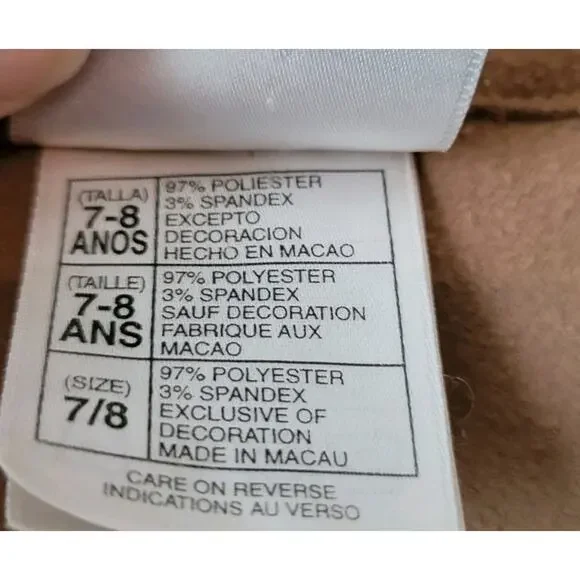 (TALLA)
7-8
ANOS
97% POLIESTER
3% SPANDEX
EXCEPTO
DECORACION
HECHO EN MACAO
(TAILLE)
7-8
ANS
97% POLYESTER
3% SPANDEX
SAUF DECORATION
FABRIQUE AUX
MACAO
(SIZE)
7/8
97% POLYESTER
3% SPANDEX
EXCLUSIVE OF
DECORATION
MADE IN MACAU
CARE ON REVERSE
INDICATIONS AU VERSO